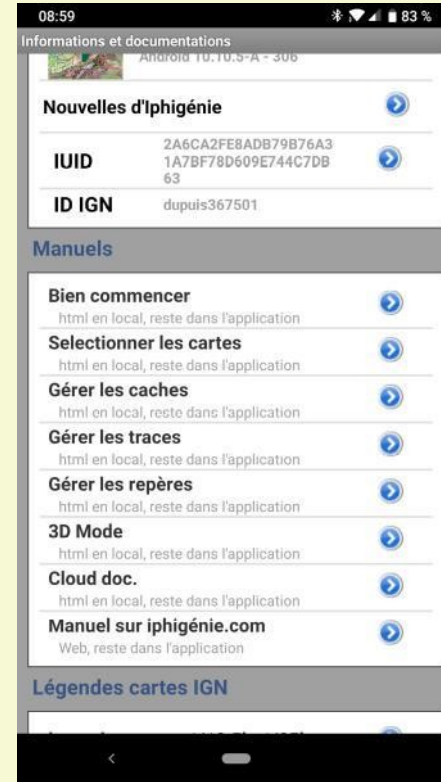 08:59 83 %
Informations et documentations
Android 10.10.5-A - 306
Nouvelles d'Iphigénie
IUID
2A6CA2FE8ADB79B76A3
1A7BF78D609E744C7DB
63
ID IGN dupuis367501
Manuels
Bien commencer
html en local, reste dans l'application
Selectionner les cartes
html en local, reste dans l'application
Gérer les caches
html en local, reste dans l'application
Gérer les traces
html en local, reste dans l'application
Gérer les repères
html en local, reste dans l'application
3D Mode
html en local, reste dans l'application
Cloud doc.
html en local, reste dans l'application
Manuel sur iphigénie.com
Web, reste dans l'application
Légendes cartes IGN